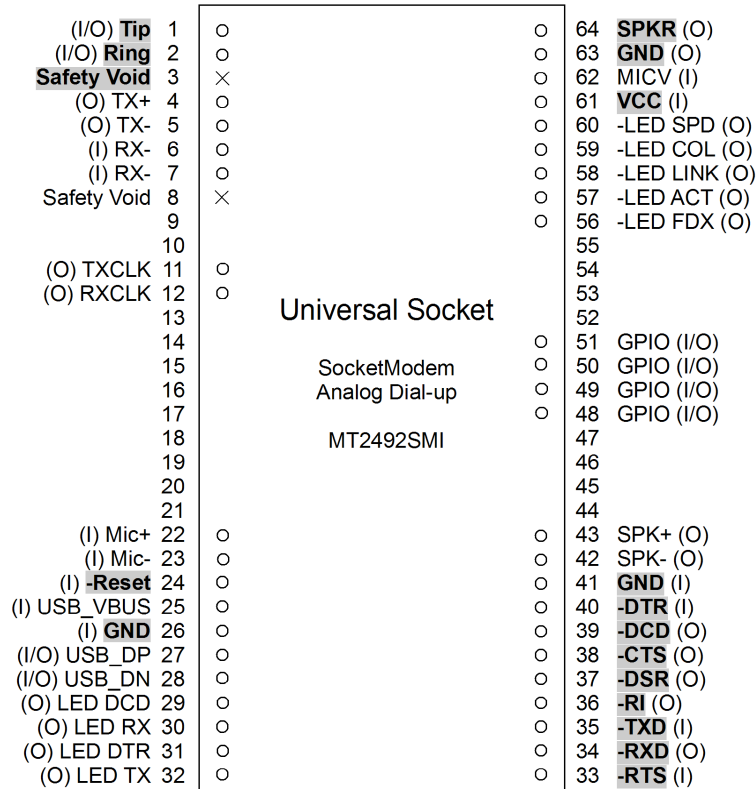 (I/O) Tip 1
(I/O) Ring 2
Safety Void 3
(O) TX+ 4
(O) TX- 5
(I) RX- 6
(I) RX- 7
Safety Void 8
9
10
(O) TXCLK 11
(O) RXCLK 12
13
14
15
16
17
18
19
20
21
(I) Mic+ 22
(I) Mic- 23
(I) -Reset 24
(I) USB_VBUS 25
(I) GND 26
(I/O) USB_DP 27
(I/O) USB_DN 28
(O) LED DCD 29
(O) LED RX 30
(O) LED DTR 31
(O) LED TX 32
Universal Socket
SocketModem
Analog Dial-up
MT2492SMI
64 SPKR (O)
63 GND (O)
62 MICV (I)
61 VCC (I)
60 -LED SPD (O)
59 -LED COL (O)
58 -LED LINK (O)
57 -LED ACT (O)
56 -LED FDX (O)
55
54
53
52
51 GPIO (I/O)
50 GPIO (I/O)
49 GPIO (I/O)
48 GPIO (I/O)
47
46
45
44
43 SPK+ (O)
42 SPK- (O)
41 GND (I)
40 -DTR (I)
39 -DCD (O)
38 -CTS (O)
37 -DSR (O)
36 -RI (O)
35 -TXD (I)
34 -RXD (O)
33 -RTS (I)